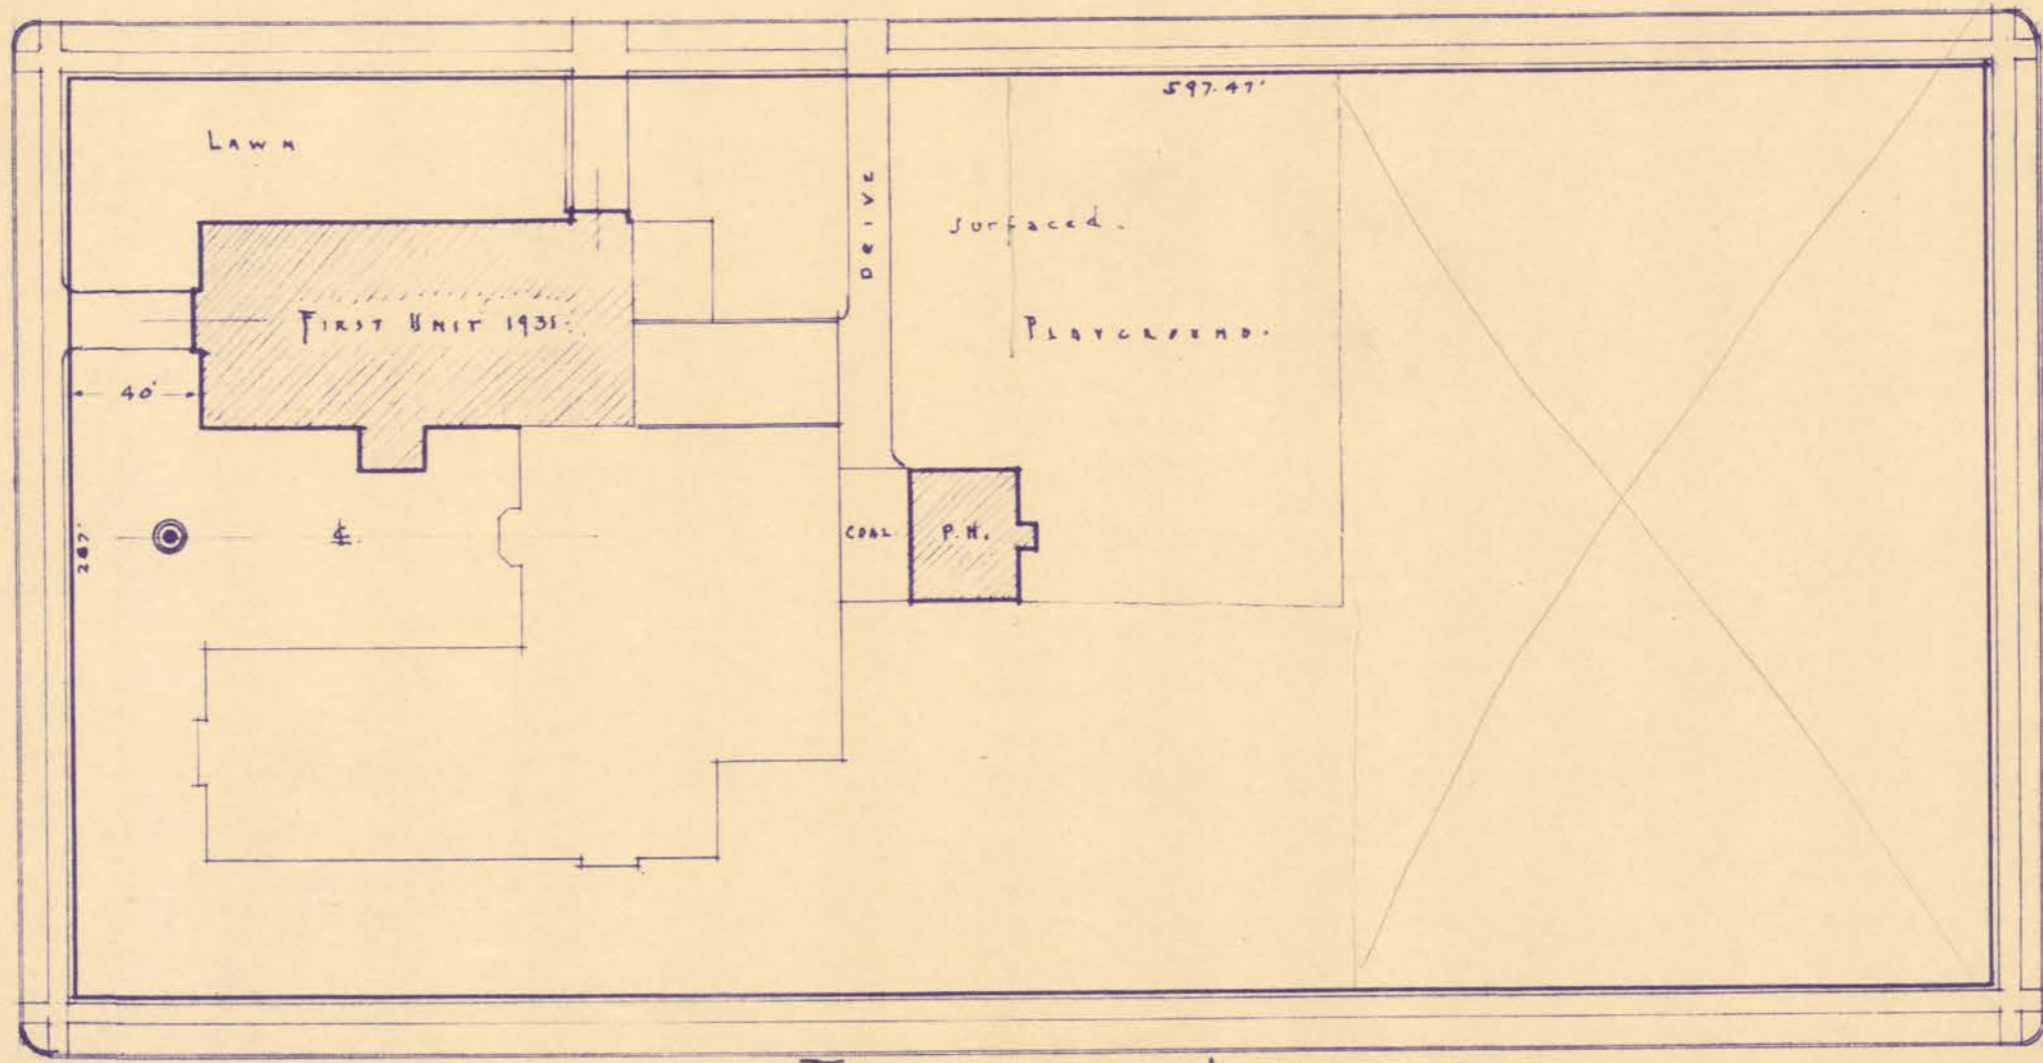 597.47'
LAWN
DRIVE
Surfaced.
FIRST UNIT 1931.
PLAYGROUND.
40'
287'
℄
COAL
P.H.